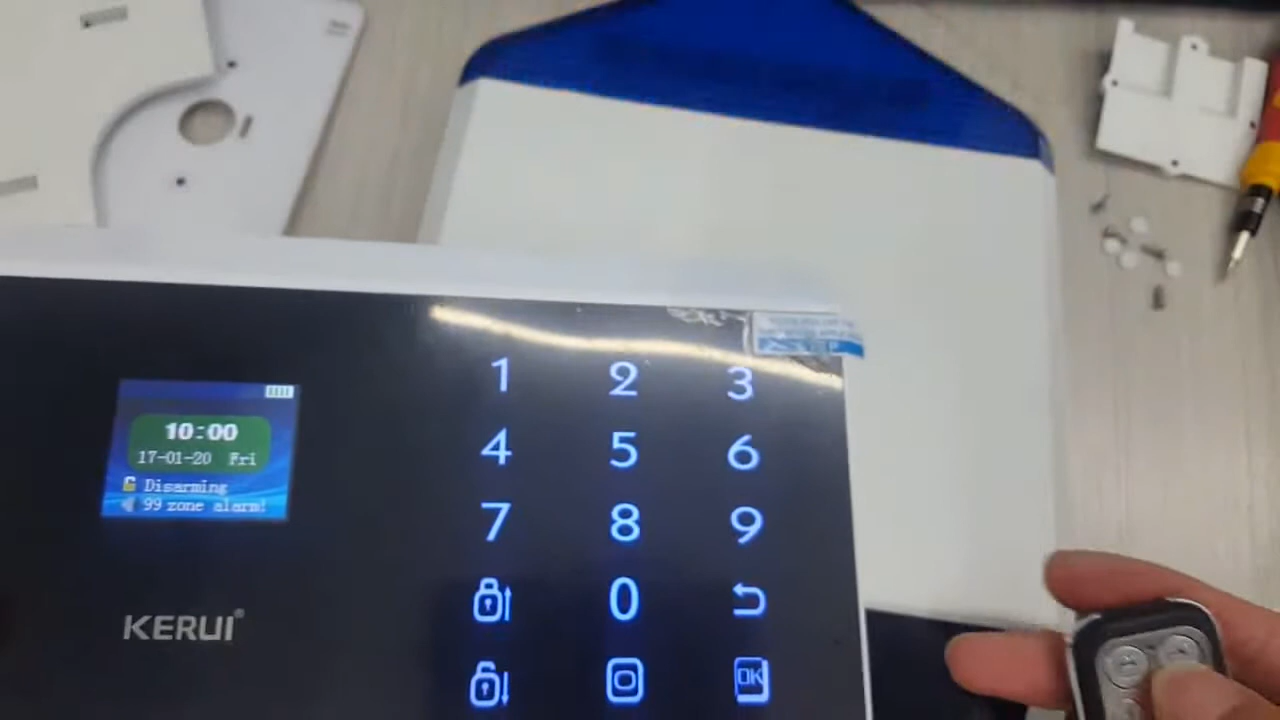 10:00
17-01-20 Fri
Disarming
99 zone alarm!
KERUI®
1 2 3
4 5 6
7 8 9
0
OK